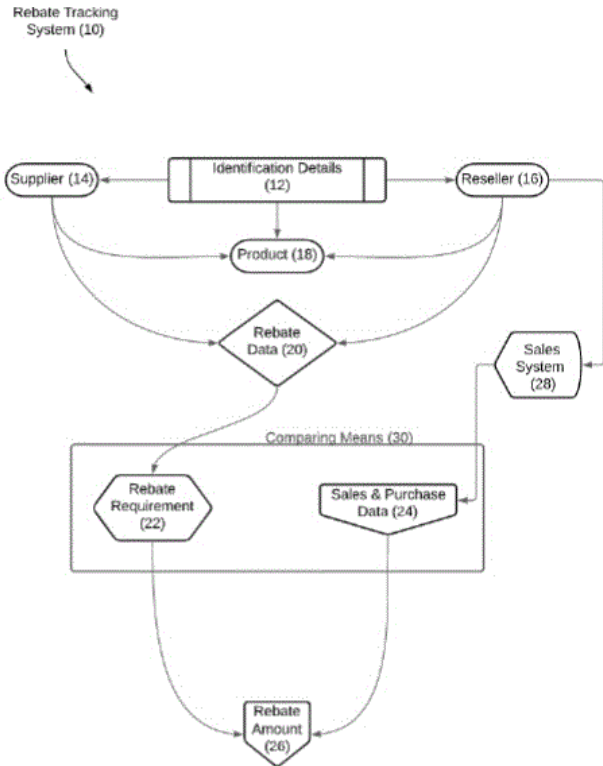 Rebate Tracking
System (10)
Identification Details
(12)
Supplier (14)
Reseller (16)
Product (18)
Rebate
Data (20)
Sales
System
(28)
Comparing Means (30)
Rebate
Requirement
(22)
Sales & Purchase
Data (24)
Rebate
Amount
(26)